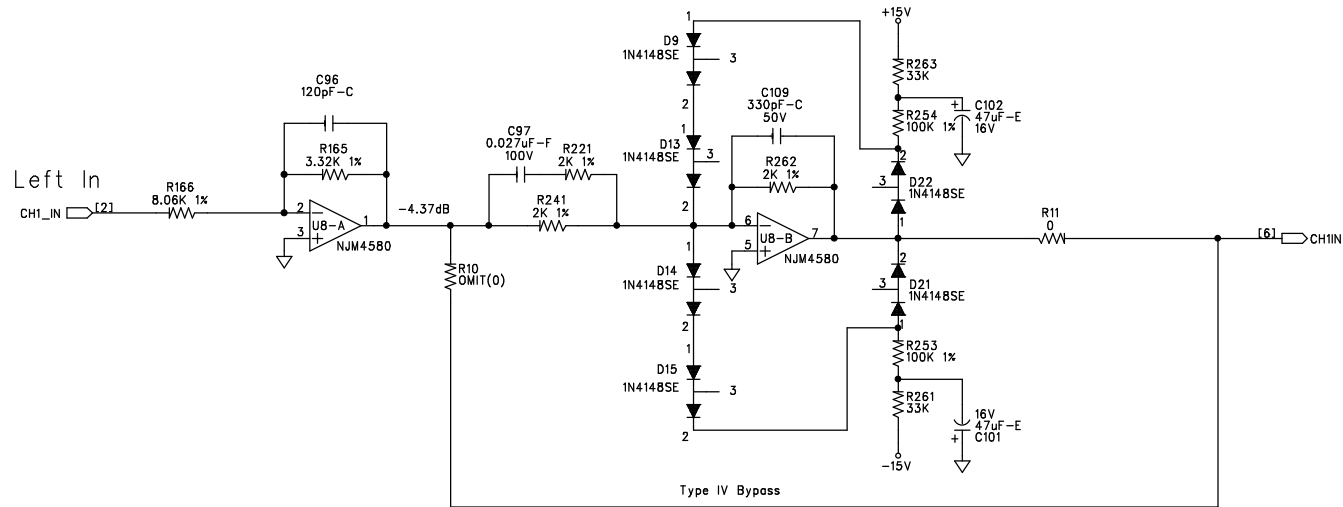 Left In
CH1_IN
[2]
R166
8.06K 1%
C96
120pF-C
R165
3.32K 1%
2
3
U8-A
1
NJM4580
-4.37dB
R10
OMIT(0)
C97
0.027uF-F
100V
R221
2K 1%
R241
2K 1%
1
D9
1N4148SE
3
2
1
D13
1N4148SE
3
2
1
D14
1N4148SE
3
2
1
D15
1N4148SE
3
2
C109
330pF-C
50V
R262
2K 1%
6
5
U8-B
7
NJM4580
+15V
R263
33K
R254
100K 1%
C102
47uF-E
16V
+
2
3
D22
1N4148SE
1
2
3
D21
1N4148SE
1
R253
100K 1%
R261
33K
-15V
16V
47uF-E
C101
+
R11
0
[6]
CH1IN
Type IV Bypass